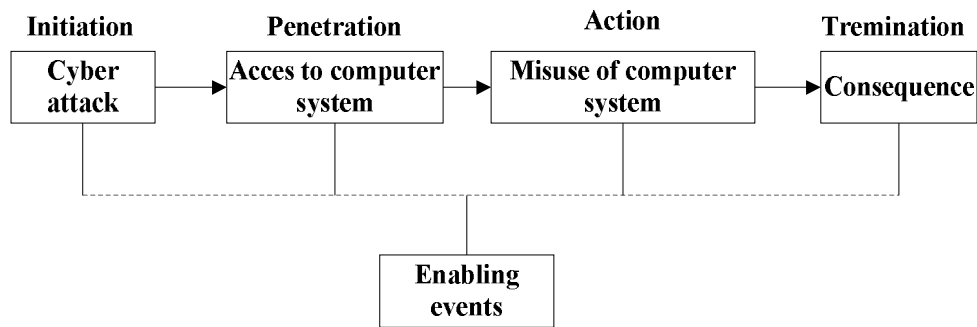 Initiation
Penetration
Action
Tremination
Cyber
attack
Acces to computer
system
Misuse of computer
system
Consequence
Enabling
events